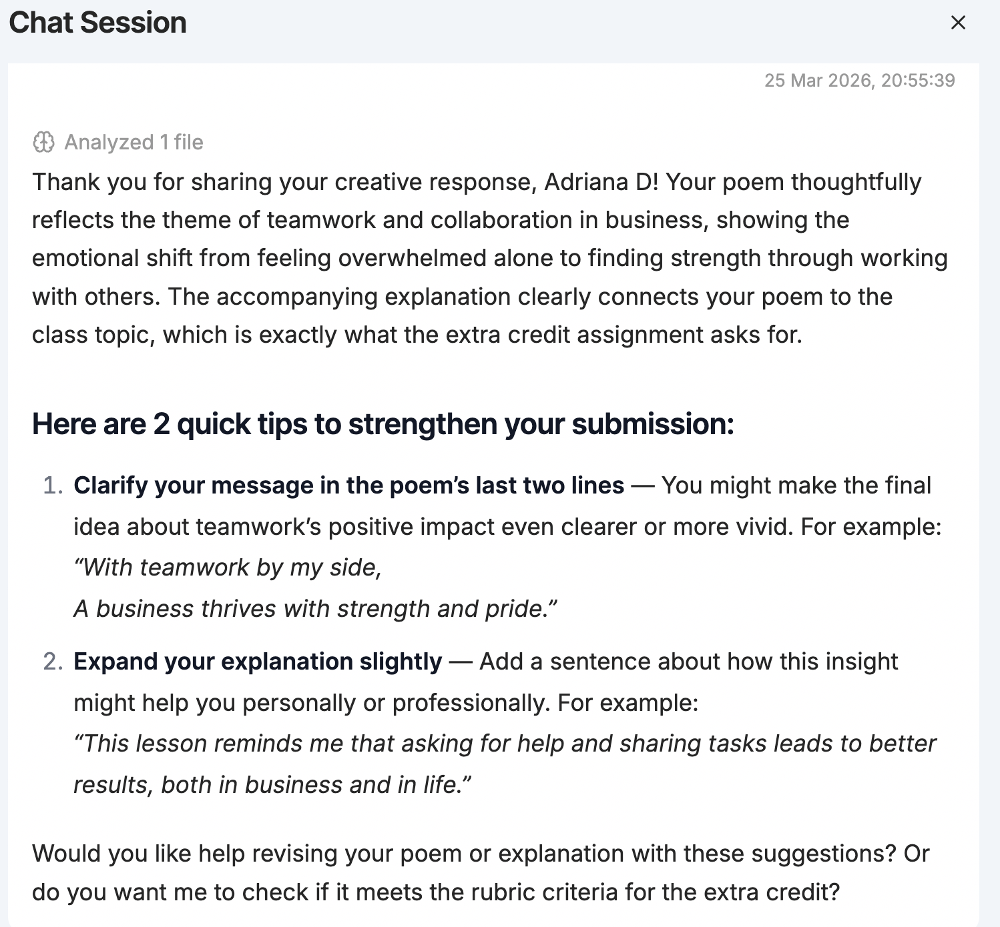 Chat Session
25 Mar 2026, 20:55:39
Analyzed 1 file
Thank you for sharing your creative response, Adriana D! Your poem thoughtfully
reflects the theme of teamwork and collaboration in business, showing the
emotional shift from feeling overwhelmed alone to finding strength through working
with others. The accompanying explanation clearly connects your poem to the
class topic, which is exactly what the extra credit assignment asks for.
Here are 2 quick tips to strengthen your submission:
1. Clarify your message in the poem’s last two lines — You might make the final
idea about teamwork’s positive impact even clearer or more vivid. For example:
“With teamwork by my side,
A business thrives with strength and pride.”
2. Expand your explanation slightly — Add a sentence about how this insight
might help you personally or professionally. For example:
“This lesson reminds me that asking for help and sharing tasks leads to better
results, both in business and in life.”
Would you like help revising your poem or explanation with these suggestions? Or
do you want me to check if it meets the rubric criteria for the extra credit?